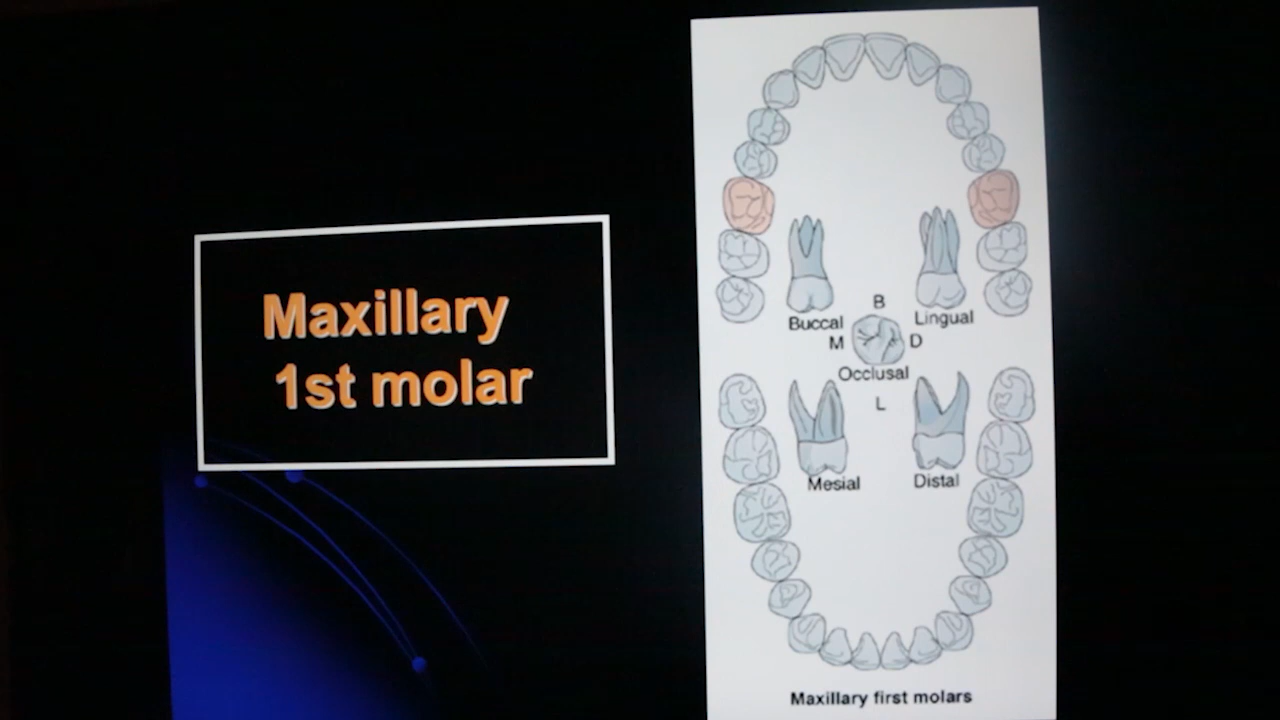 Maxillary
1st molar
Buccal
B
Lingual
M
D
Occlusal
L
Mesial
Distal
Maxillary first molars